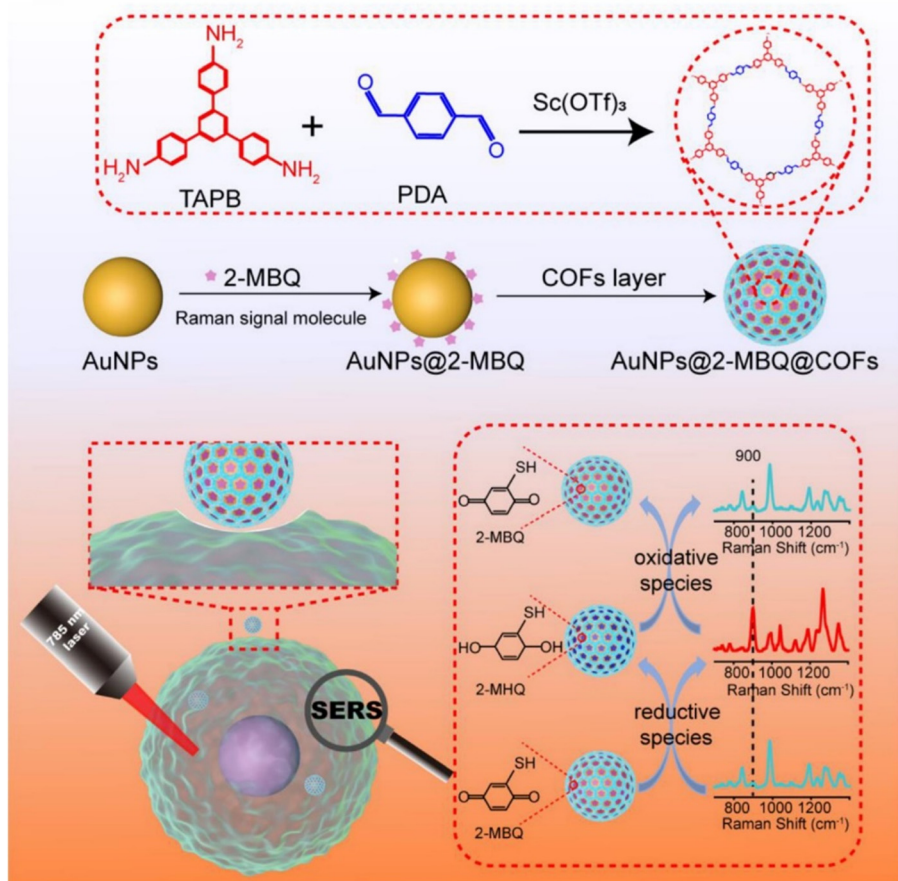 NH₂
H₂N
NH₂
TAPB
+
O
O
PDA
Sc(OTf)₃
2-MBQ
Raman signal molecule
COFs layer
AuNPs
AuNPs@2-MBQ
AuNPs@2-MBQ@COFs
785 nm
laser
SERS
SH
O
O
2-MBQ
900
800 1000 1200
Raman Shift (cm⁻¹)
oxidative
species
SH
HO
OH
2-MHQ
800 1000 1200
Raman Shift (cm⁻¹)
reductive
species
SH
O
O
2-MBQ
800 1000 1200
Raman Shift (cm⁻¹)